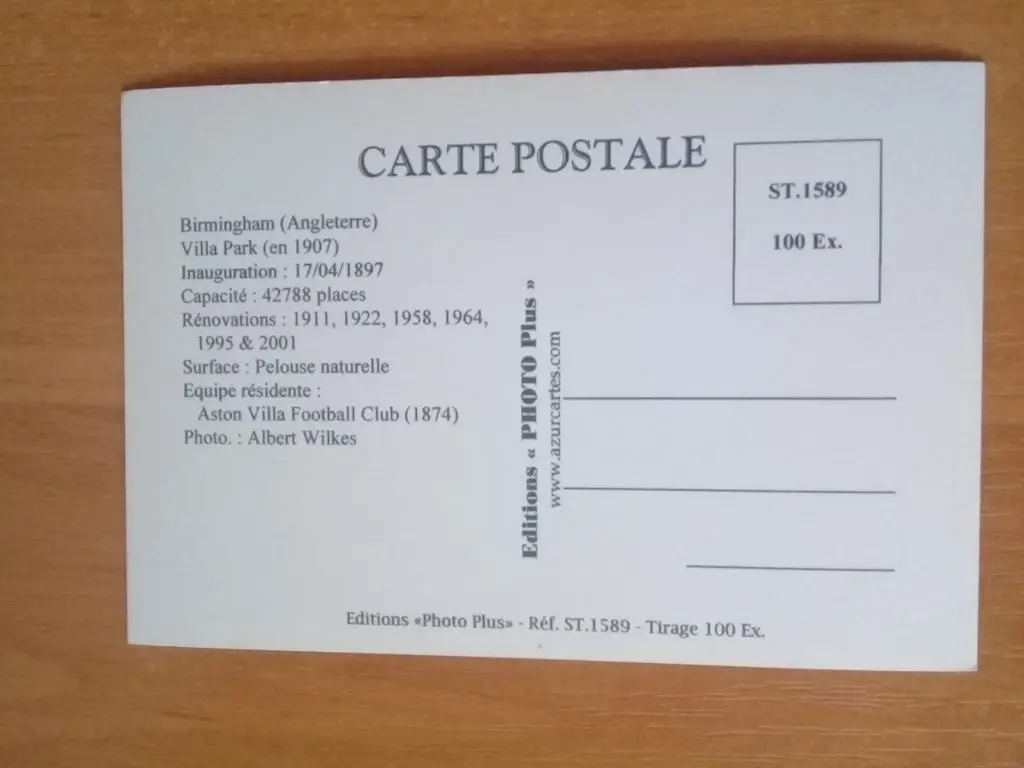 CARTE POSTALE
ST.1589
100 Ex.
Birmingham (Angleterre)
Villa Park (en 1907)
Inauguration : 17/04/1897
Capacité : 42788 places
Rénovations : 1911, 1922, 1958, 1964,
1995 & 2001
Surface : Pelouse naturelle
Equipe résidente :
Aston Villa Football Club (1874)
Photo. : Albert Wilkes
Editions « PHOTO Plus »
www.azurcartes.com
Editions «Photo Plus» - Réf. ST.1589 - Tirage 100 Ex.